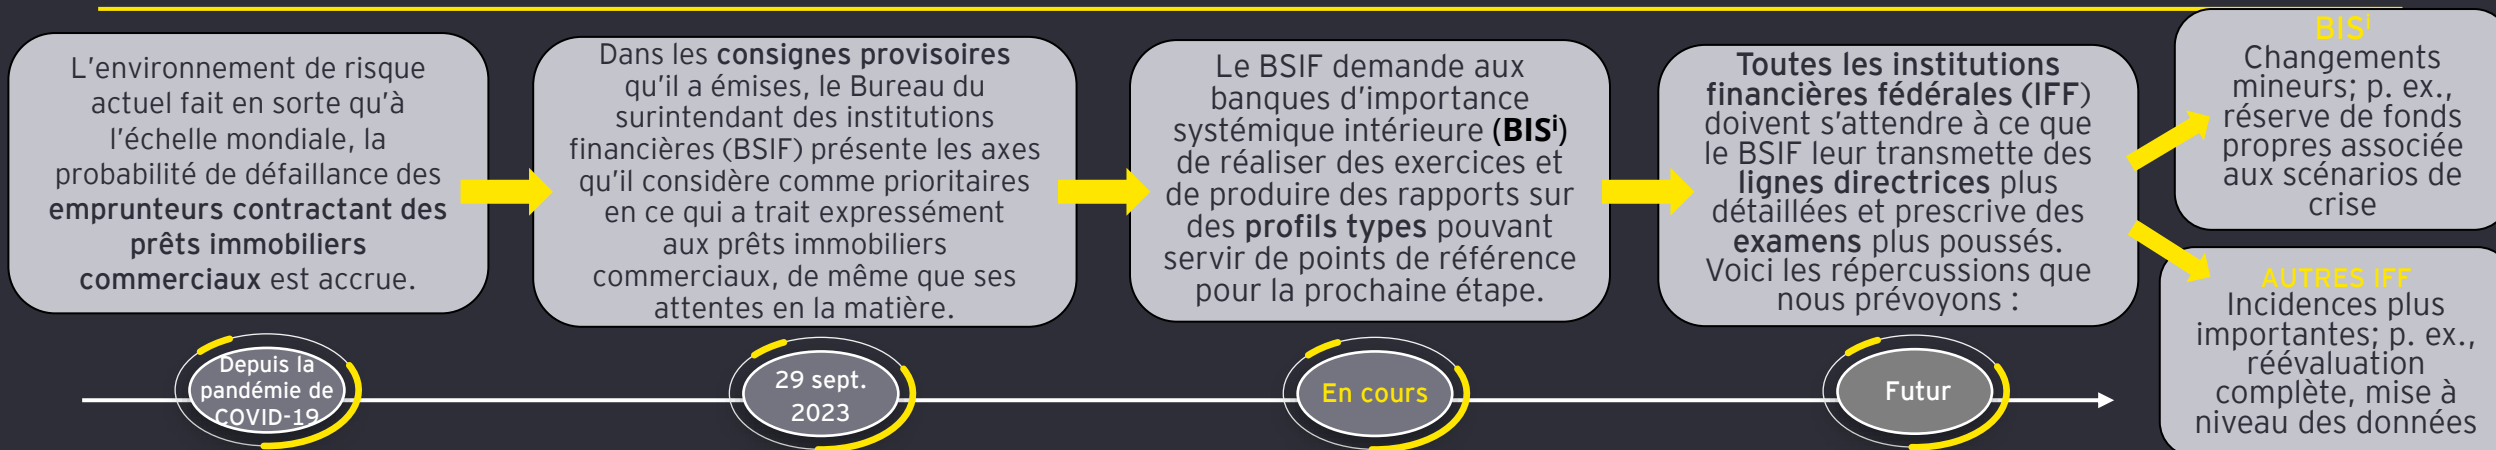 L'environnement de risque
actuel fait en sorte qu'à
l'échelle mondiale, la
probabilité de défaillance des
emprunteurs contractant des
prêts immobiliers
commerciaux est accrue.
Dans les consignes provisoires
qu'il a émises, le Bureau du
surintendant des institutions
financières (BSIF) présente les axes
qu'il considère comme prioritaires
en ce qui a trait expressément
aux prêts immobiliers
commerciaux, de même que ses
attentes en la matière.
Le BSIF demande aux
banques d'importance
systémique intérieure (BISⁱ)
de réaliser des exercices et
de produire des rapports sur
des profils types pouvant
servir de points de référence
pour la prochaine étape.
Toutes les institutions
financières fédérales (IFF)
doivent s'attendre à ce que
le BSIF leur transmette des
lignes directrices plus
détaillées et prescrive des
examens plus poussés.
Voici les répercussions que
nous prévoyons :
BISⁱ
Changements
mineurs; p. ex.,
réserve de fonds
propres associée
aux scénarios de
crise
AUTRES IFF
Incidences plus
importantes; p. ex.,
réévaluation
complète, mise à
niveau des données
Depuis la
pandémie de
COVID-19
29 sept.
2023
En cours
Futur